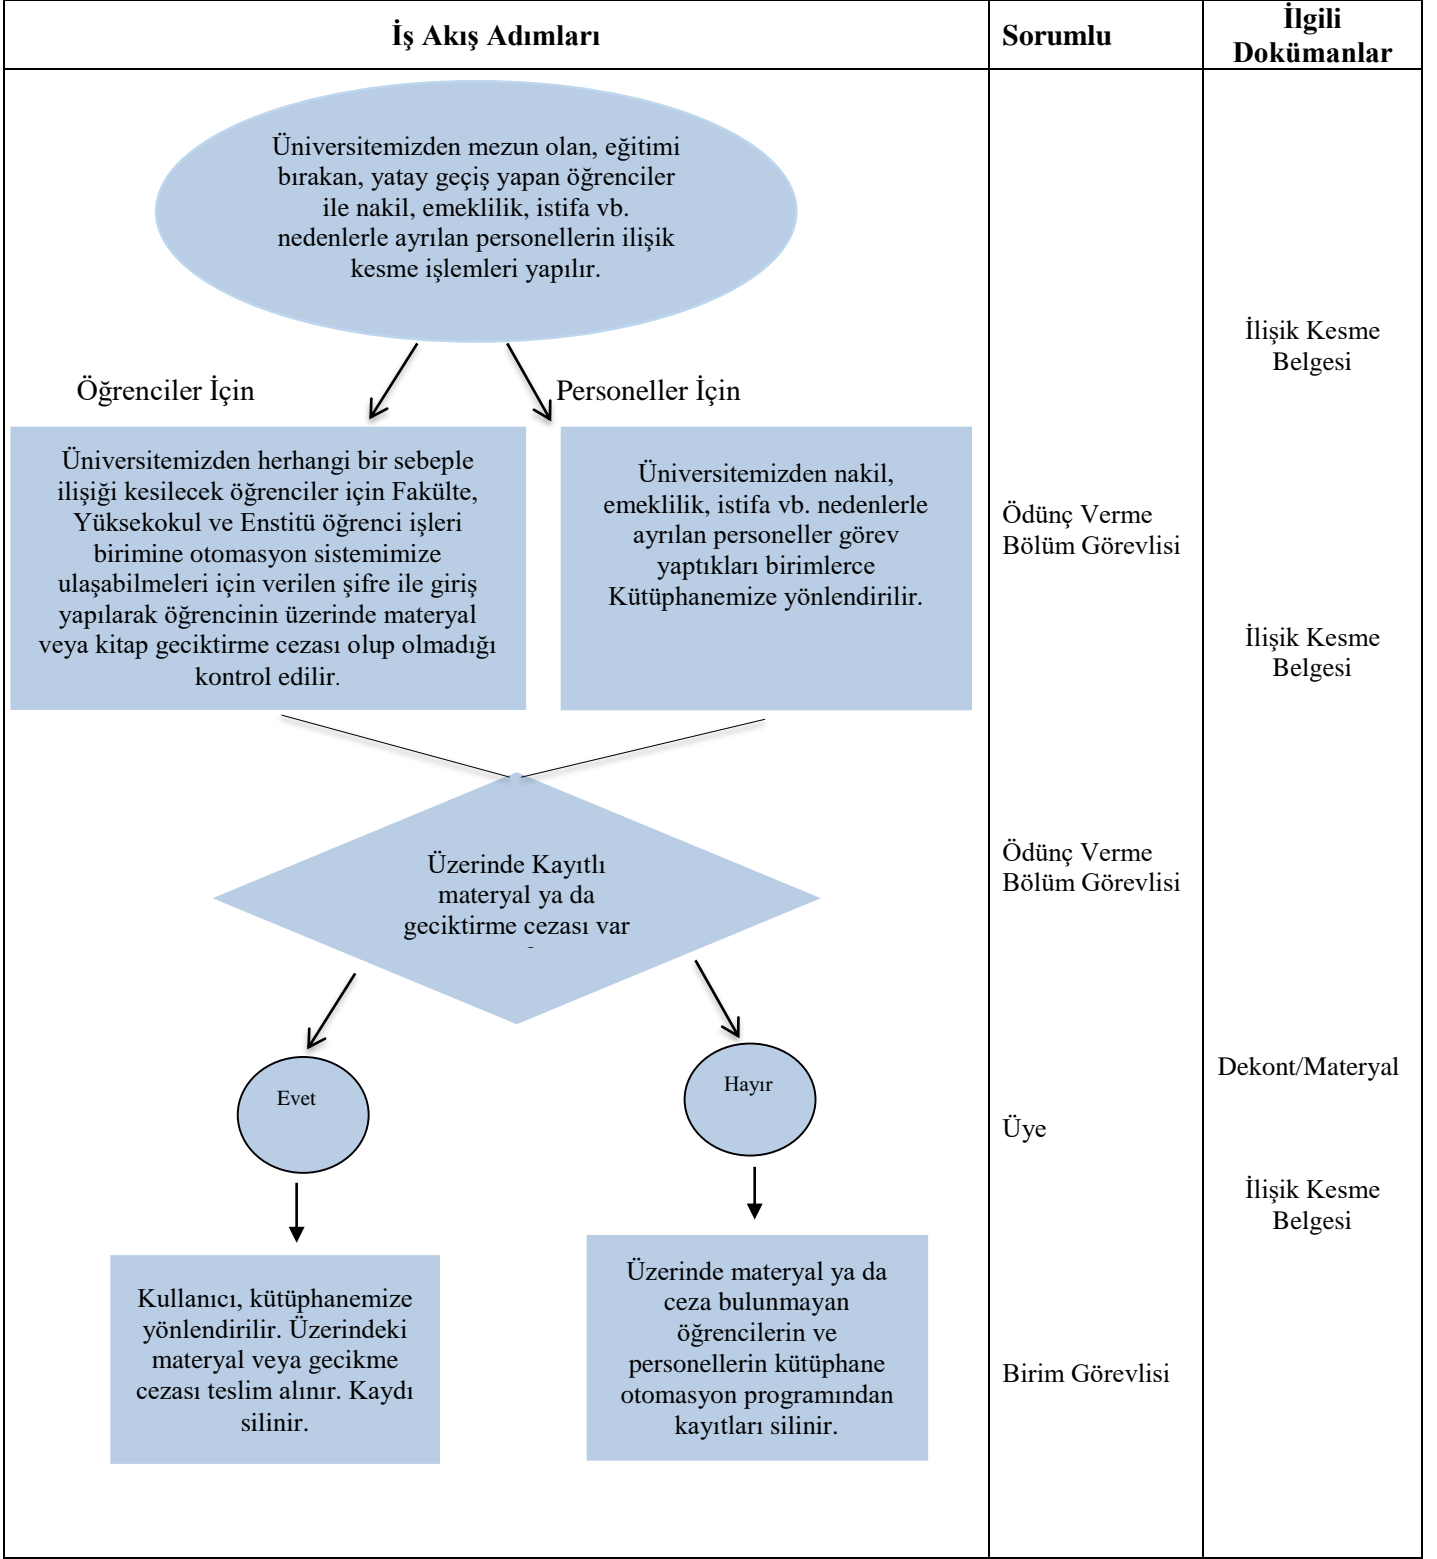 İş Akış Adımları
Sorumlu
İlgili
Dokümanlar
Üniversitemizden mezun olan, eğitimi
bırakan, yatay geçiş yapan öğrenciler
ile nakil, emeklilik, istifa vb.
nedenlerle ayrılan personellerin ilişik
kesme işlemleri yapılır.
İlişik Kesme
Belgesi
Öğrenciler İçin
Personeller İçin
Üniversitemizden herhangi bir sebeple
ilişiği kesilecek öğrenciler için Fakülte,
Yüksekokul ve Enstitü öğrenci işleri
birimine otomasyon sistemimize
ulaşabilmeleri için verilen şifre ile giriş
yapılarak öğrencinin üzerinde materyal
veya kitap geciktirme cezası olup olmadığı
kontrol edilir.
Üniversitemizden nakil,
emeklilik, istifa vb. nedenlerle
ayrılan personeller görev
yaptıkları birimlerce
Kütüphanemize yönlendirilir.
Ödünç Verme
Bölüm Görevlisi
İlişik Kesme
Belgesi
Üzerinde Kayıtlı
materyal ya da
geciktirme cezası var
Ödünç Verme
Bölüm Görevlisi
Evet
Hayır
Dekont/Materyal
Üye
İlişik Kesme
Belgesi
Kullanıcı, kütüphanemize
yönlendirilir. Üzerindeki
materyal veya gecikme
cezası teslim alınır. Kaydı
silinir.
Üzerinde materyal ya da
ceza bulunmayan
öğrencilerin ve
personellerin kütüphane
otomasyon programından
kayıtları silinir.
Birim Görevlisi